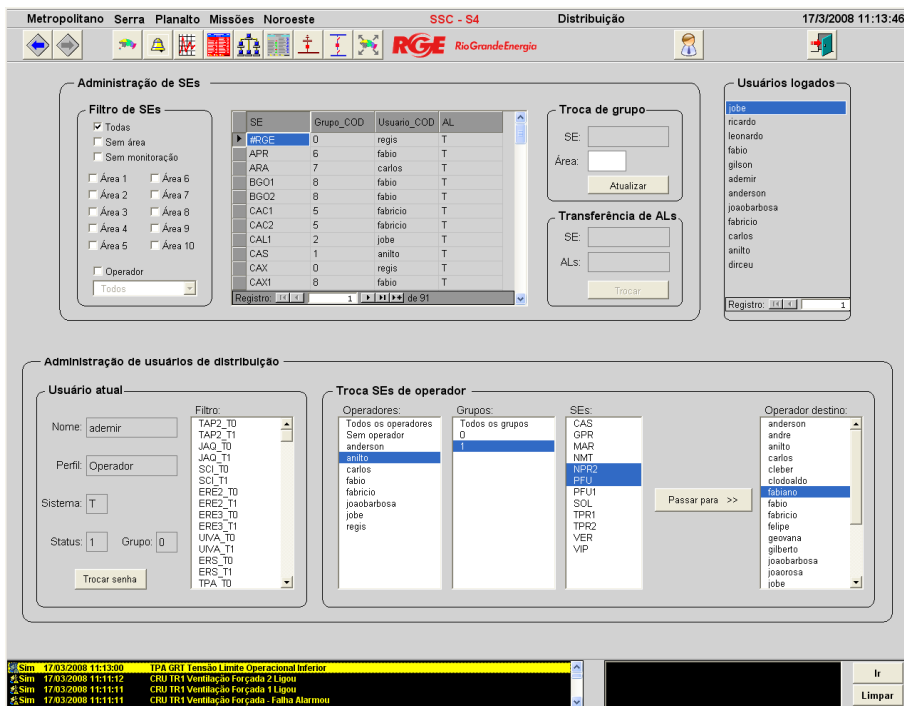 Metropolitano Serra Planalto Missões Noroeste SSC - S4 Distribuição 17/3/2008 11:13:46
RGE RioGrandeEnergia
Administração de SEs
Filtro de SEs
Todas
Sem área
Sem monitoração
Área 1 Área 6
Área 2 Área 7
Área 3 Área 8
Área 4 Área 9
Área 5 Área 10
Operador
Todos
SE Grupo_COD Usuario_COD AL
#RGE 0 regis T
APR 6 fabio T
ARA 7 carlos T
BGO1 8 fabio T
BGO2 8 fabio T
CAC1 5 fabricio T
CAC2 5 fabricio T
CAL1 2 jobe T
CAS 1 anilto T
CAX 0 regis T
CAX1 8 fabio T
Registro: 1 de 91
Troca de grupo
SE:
Área:
Atualizar
Transferência de ALs
SE:
ALs:
Trocar
Usuários logados
jobe
ricardo
leonardo
fabio
gilson
ademir
anderson
joaobarbosa
fabricio
carlos
anilto
dirceu
Registro: 1
Administração de usuários de distribuição
Usuário atual
Nome: ademir
Perfil: Operador
Sistema: T
Status: 1 Grupo: 0
Trocar senha
Filtro:
TAP2_T0
TAP2_T1
JAQ_T0
JAQ_T1
SCI_T0
SCI_T1
ERE2_T0
ERE2_T1
ERE3_T0
ERE3_T1
UIVA_T0
UIVA_T1
ERS_T0
ERS_T1
TPA_T0
Troca SEs de operador
Operadores:
Todos os operadores
Sem operador
anderson
anilto
carlos
fabio
fabricio
joaobarbosa
jobe
regis
Grupos:
Todos os grupos
0
1
SEs:
CAS
GPR
MAR
NMT
NPR2
PFU
PFU1
SOL
TPR1
TPR2
VER
VIP
Passar para >>
Operador destino:
anderson
andre
anilto
carlos
cleber
clodoaldo
fabiano
fabio
fabricio
felipe
geovana
gilberto
joaobarbosa
joaorosa
jobe
Sim 17/03/2008 11:13:00 TPA GRT Tensão Limite Operacional Inferior
Sim 17/03/2008 11:11:12 CRU TR1 Ventilação Forçada 2 Ligou
Sim 17/03/2008 11:11:11 CRU TR1 Ventilação Forçada 1 Ligou
Sim 17/03/2008 11:11:11 CRU TR1 Ventilação Forçada - Falha Alarmou
Ir
Limpar